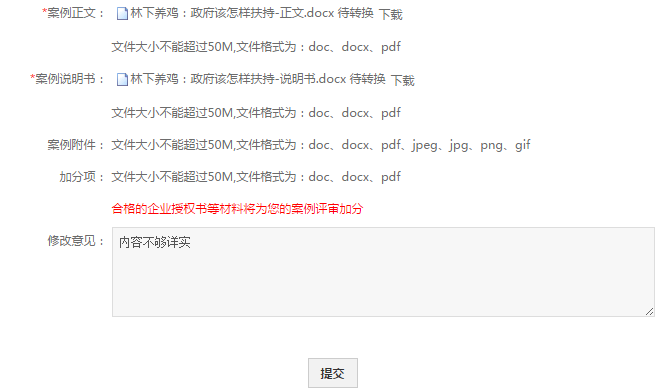 *案例正文： 林下养鸡：政府该怎样扶持-正文.docx 待转换 下载
文件大小不能超过50M,文件格式为：doc、docx、pdf
*案例说明书： 林下养鸡：政府该怎样扶持-说明书.docx 待转换 下载
文件大小不能超过50M,文件格式为：doc、docx、pdf
案例附件： 文件大小不能超过50M,文件格式为：doc、docx、pdf、jpeg、jpg、png、gif
加分项： 文件大小不能超过50M,文件格式为：doc、docx、pdf
合格的企业授权书等材料将为您的案例评审加分
修改意见： 内容不够详实
提交